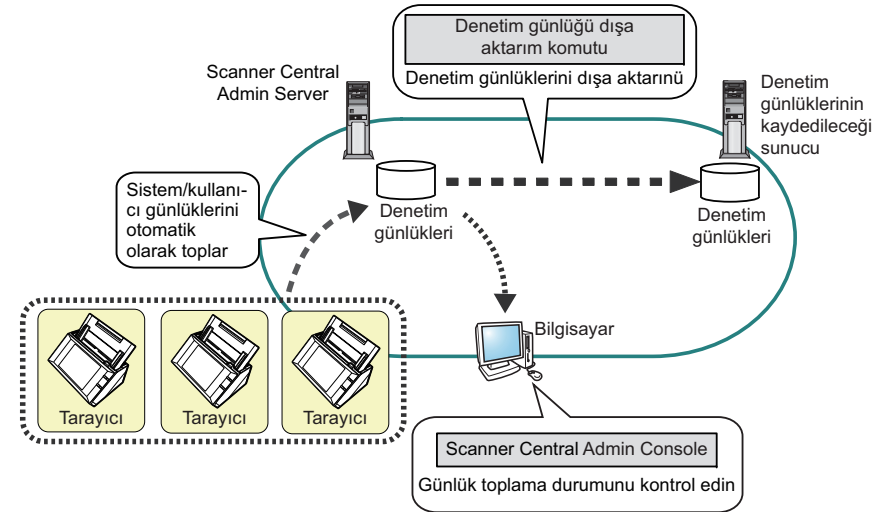 Denetim günlüğü dışa
aktarım komutu
Denetim günlüklerini dışa aktarınü
Scanner Central
Admin Server
Denetim
günlüklerinin
kaydedileceği
sunucu
Sistem/kullanı-
cı günlüklerini
otomatik
olarak toplar
Denetim
günlükleri
Denetim
günlükleri
Bilgisayar
Tarayıcı
Tarayıcı
Tarayıcı
Scanner Central Admin Console
Günlük toplama durumunu kontrol edin